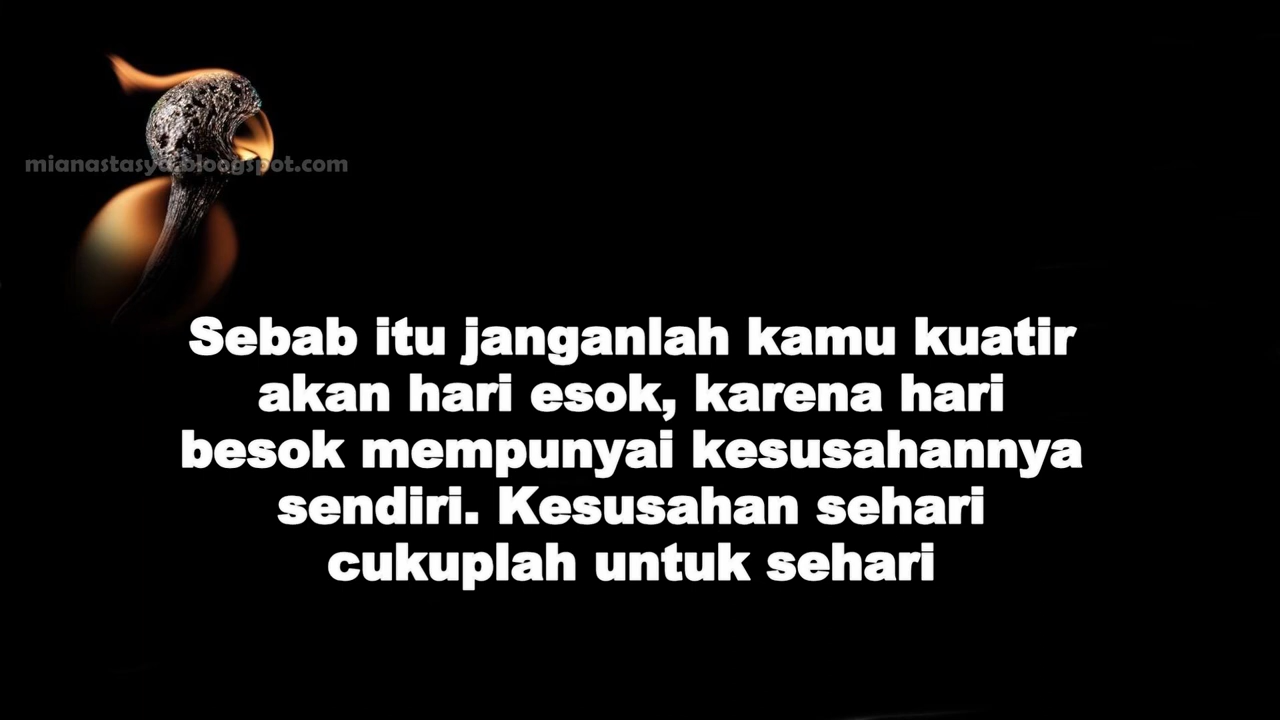 mianastasya.bloogspot.com
Sebab itu janganlah kamu kuatir
akan hari esok, karena hari
besok mempunyai kesusahannya
sendiri. Kesusahan sehari
cukuplah untuk sehari